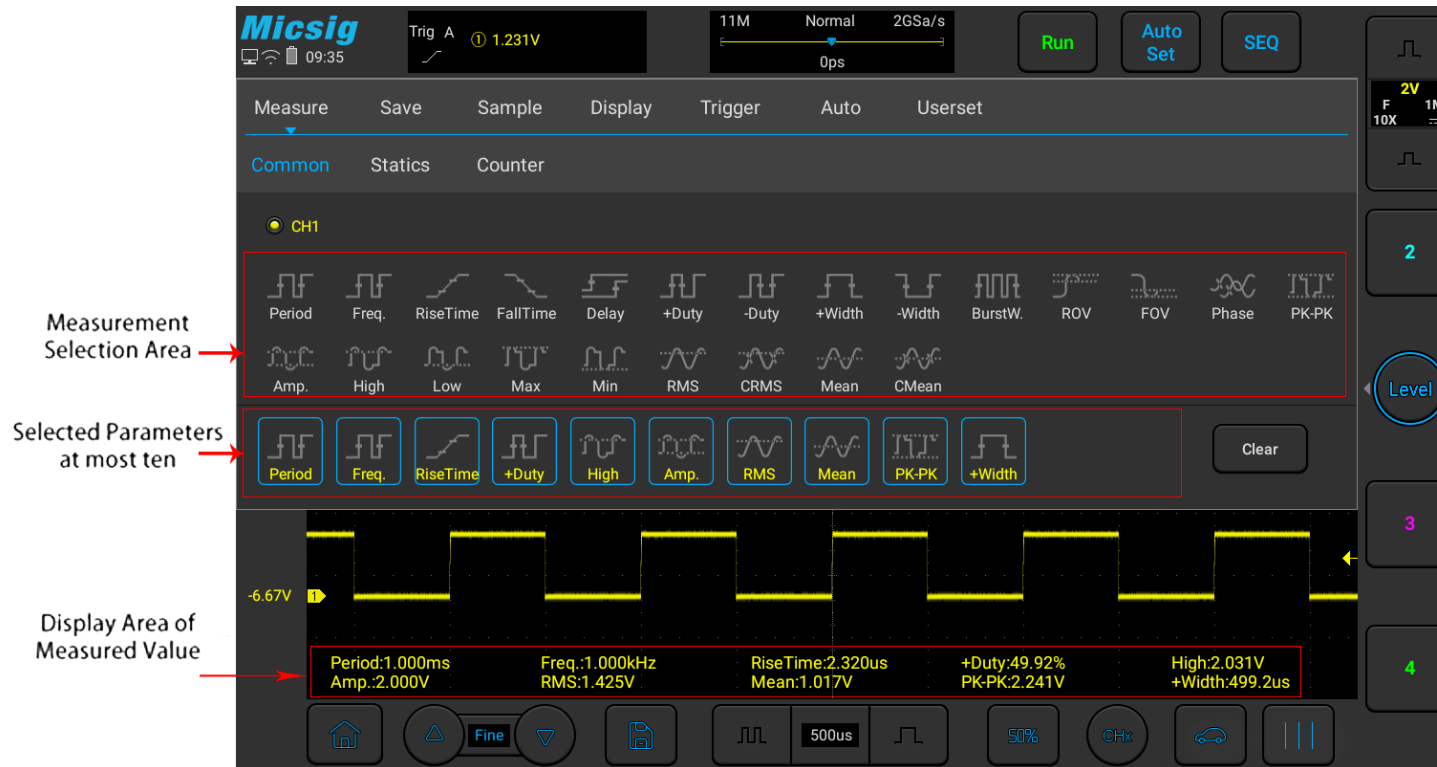 Micsig
09:35
Trig A ① 1.231V
11M Normal 2GSa/s
0ps
Run
Auto
Set
SEQ
2V
F 1M
10X
Measure Save Sample Display Trigger Auto Userset
Common Statics Counter
CH1
Measurement
Selection Area
Period Freq. RiseTime FallTime Delay +Duty -Duty +Width -Width BurstW. ROV FOV Phase PK-PK
Amp. High Low Max Min RMS CRMS Mean CMean
2
Level
Selected Parameters
at most ten
Period Freq. RiseTime +Duty High Amp. RMS Mean PK-PK +Width
Clear
3
-6.67V 1
Display Area of
Measured Value
Period:1.000ms Freq.:1.000kHz RiseTime:2.320us +Duty:49.92% High:2.031V
Amp.:2.000V RMS:1.425V Mean:1.017V PK-PK:2.241V +Width:499.2us
4
Fine 500us 50% CHx